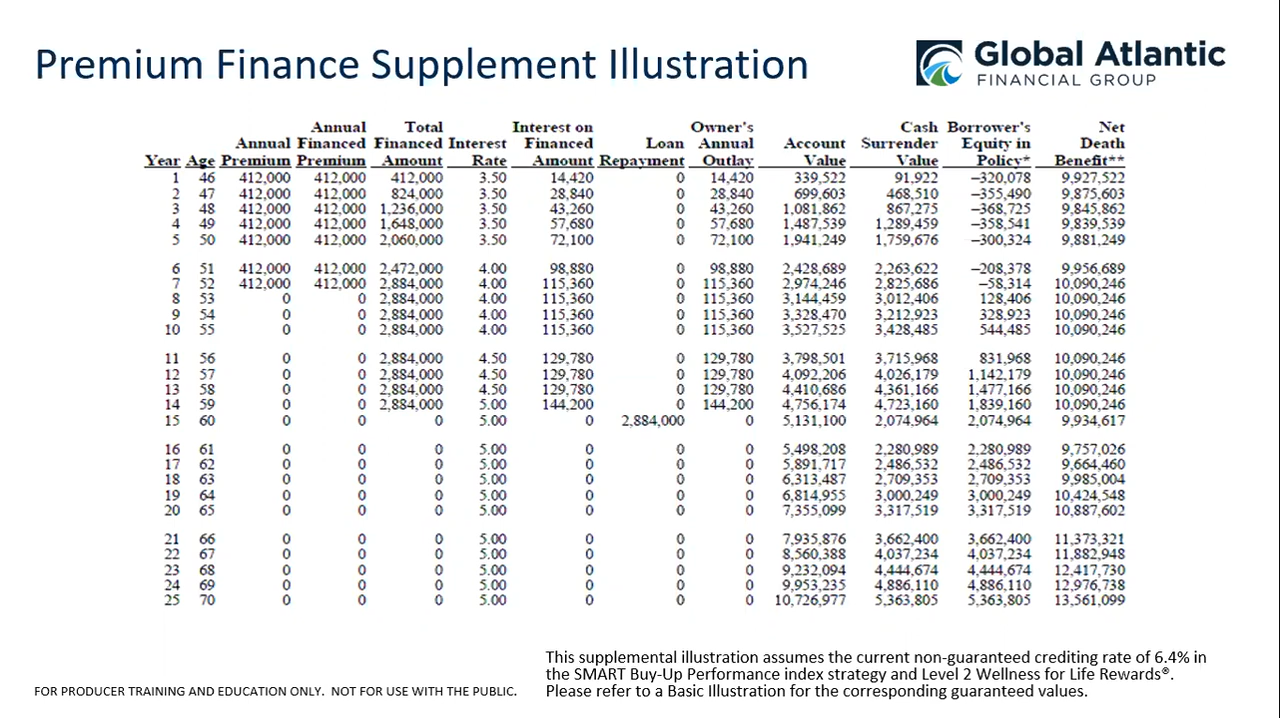 Premium Finance Supplement Illustration
Global Atlantic
FINANCIAL GROUP
Annual Total Interest on Owner's Cash Borrower's Net
Annual Financed Financed Interest Financed Loan Annual Account Surrender Equity in Death
Year Age Premium Premium Amount Rate Amount Repayment Outlay Value Value Policy* Benefit**
1 46 412,000 412,000 412,000 3.50 14,420 0 14,420 339,522 91,922 −320,078 9,927,522
2 47 412,000 412,000 824,000 3.50 28,840 0 28,840 699,603 468,510 −355,490 9,875,603
3 48 412,000 412,000 1,236,000 3.50 43,260 0 43,260 1,081,862 867,275 −368,725 9,845,862
4 49 412,000 412,000 1,648,000 3.50 57,680 0 57,680 1,487,539 1,289,459 −358,541 9,839,539
5 50 412,000 412,000 2,060,000 3.50 72,100 0 72,100 1,941,249 1,759,676 −300,324 9,881,249
6 51 412,000 412,000 2,472,000 4.00 98,880 0 98,880 2,428,689 2,263,622 −208,378 9,956,689
7 52 412,000 412,000 2,884,000 4.00 115,360 0 115,360 2,974,246 2,825,686 −58,314 10,090,246
8 53 0 0 2,884,000 4.00 115,360 0 115,360 3,144,459 3,012,406 128,406 10,090,246
9 54 0 0 2,884,000 4.00 115,360 0 115,360 3,328,470 3,212,923 328,923 10,090,246
10 55 0 0 2,884,000 4.00 115,360 0 115,360 3,527,525 3,428,485 544,485 10,090,246
11 56 0 0 2,884,000 4.50 129,780 0 129,780 3,798,501 3,715,968 831,968 10,090,246
12 57 0 0 2,884,000 4.50 129,780 0 129,780 4,092,206 4,026,179 1,142,179 10,090,246
13 58 0 0 2,884,000 4.50 129,780 0 129,780 4,410,686 4,361,166 1,477,166 10,090,246
14 59 0 0 2,884,000 5.00 144,200 0 144,200 4,756,174 4,723,160 1,839,160 10,090,246
15 60 0 0 0 5.00 0 2,884,000 0 5,131,100 2,074,964 2,074,964 9,934,617
16 61 0 0 0 5.00 0 0 0 5,498,208 2,280,989 2,280,989 9,757,026
17 62 0 0 0 5.00 0 0 0 5,891,717 2,486,532 2,486,532 9,664,460
18 63 0 0 0 5.00 0 0 0 6,313,487 2,709,353 2,709,353 9,985,004
19 64 0 0 0 5.00 0 0 0 6,814,955 3,000,249 3,000,249 10,424,548
20 65 0 0 0 5.00 0 0 0 7,355,099 3,317,519 3,317,519 10,887,602
21 66 0 0 0 5.00 0 0 0 7,935,876 3,662,400 3,662,400 11,373,321
22 67 0 0 0 5.00 0 0 0 8,560,388 4,037,234 4,037,234 11,882,948
23 68 0 0 0 5.00 0 0 0 9,232,094 4,444,674 4,444,674 12,417,730
24 69 0 0 0 5.00 0 0 0 9,953,235 4,886,110 4,886,110 12,976,738
25 70 0 0 0 5.00 0 0 0 10,726,977 5,363,805 5,363,805 13,561,099
This supplemental illustration assumes the current non-guaranteed crediting rate of 6.4% in
the SMART Buy-Up Performance index strategy and Level 2 Wellness for Life Rewards®.
Please refer to a Basic Illustration for the corresponding guaranteed values.
FOR PRODUCER TRAINING AND EDUCATION ONLY. NOT FOR USE WITH THE PUBLIC.